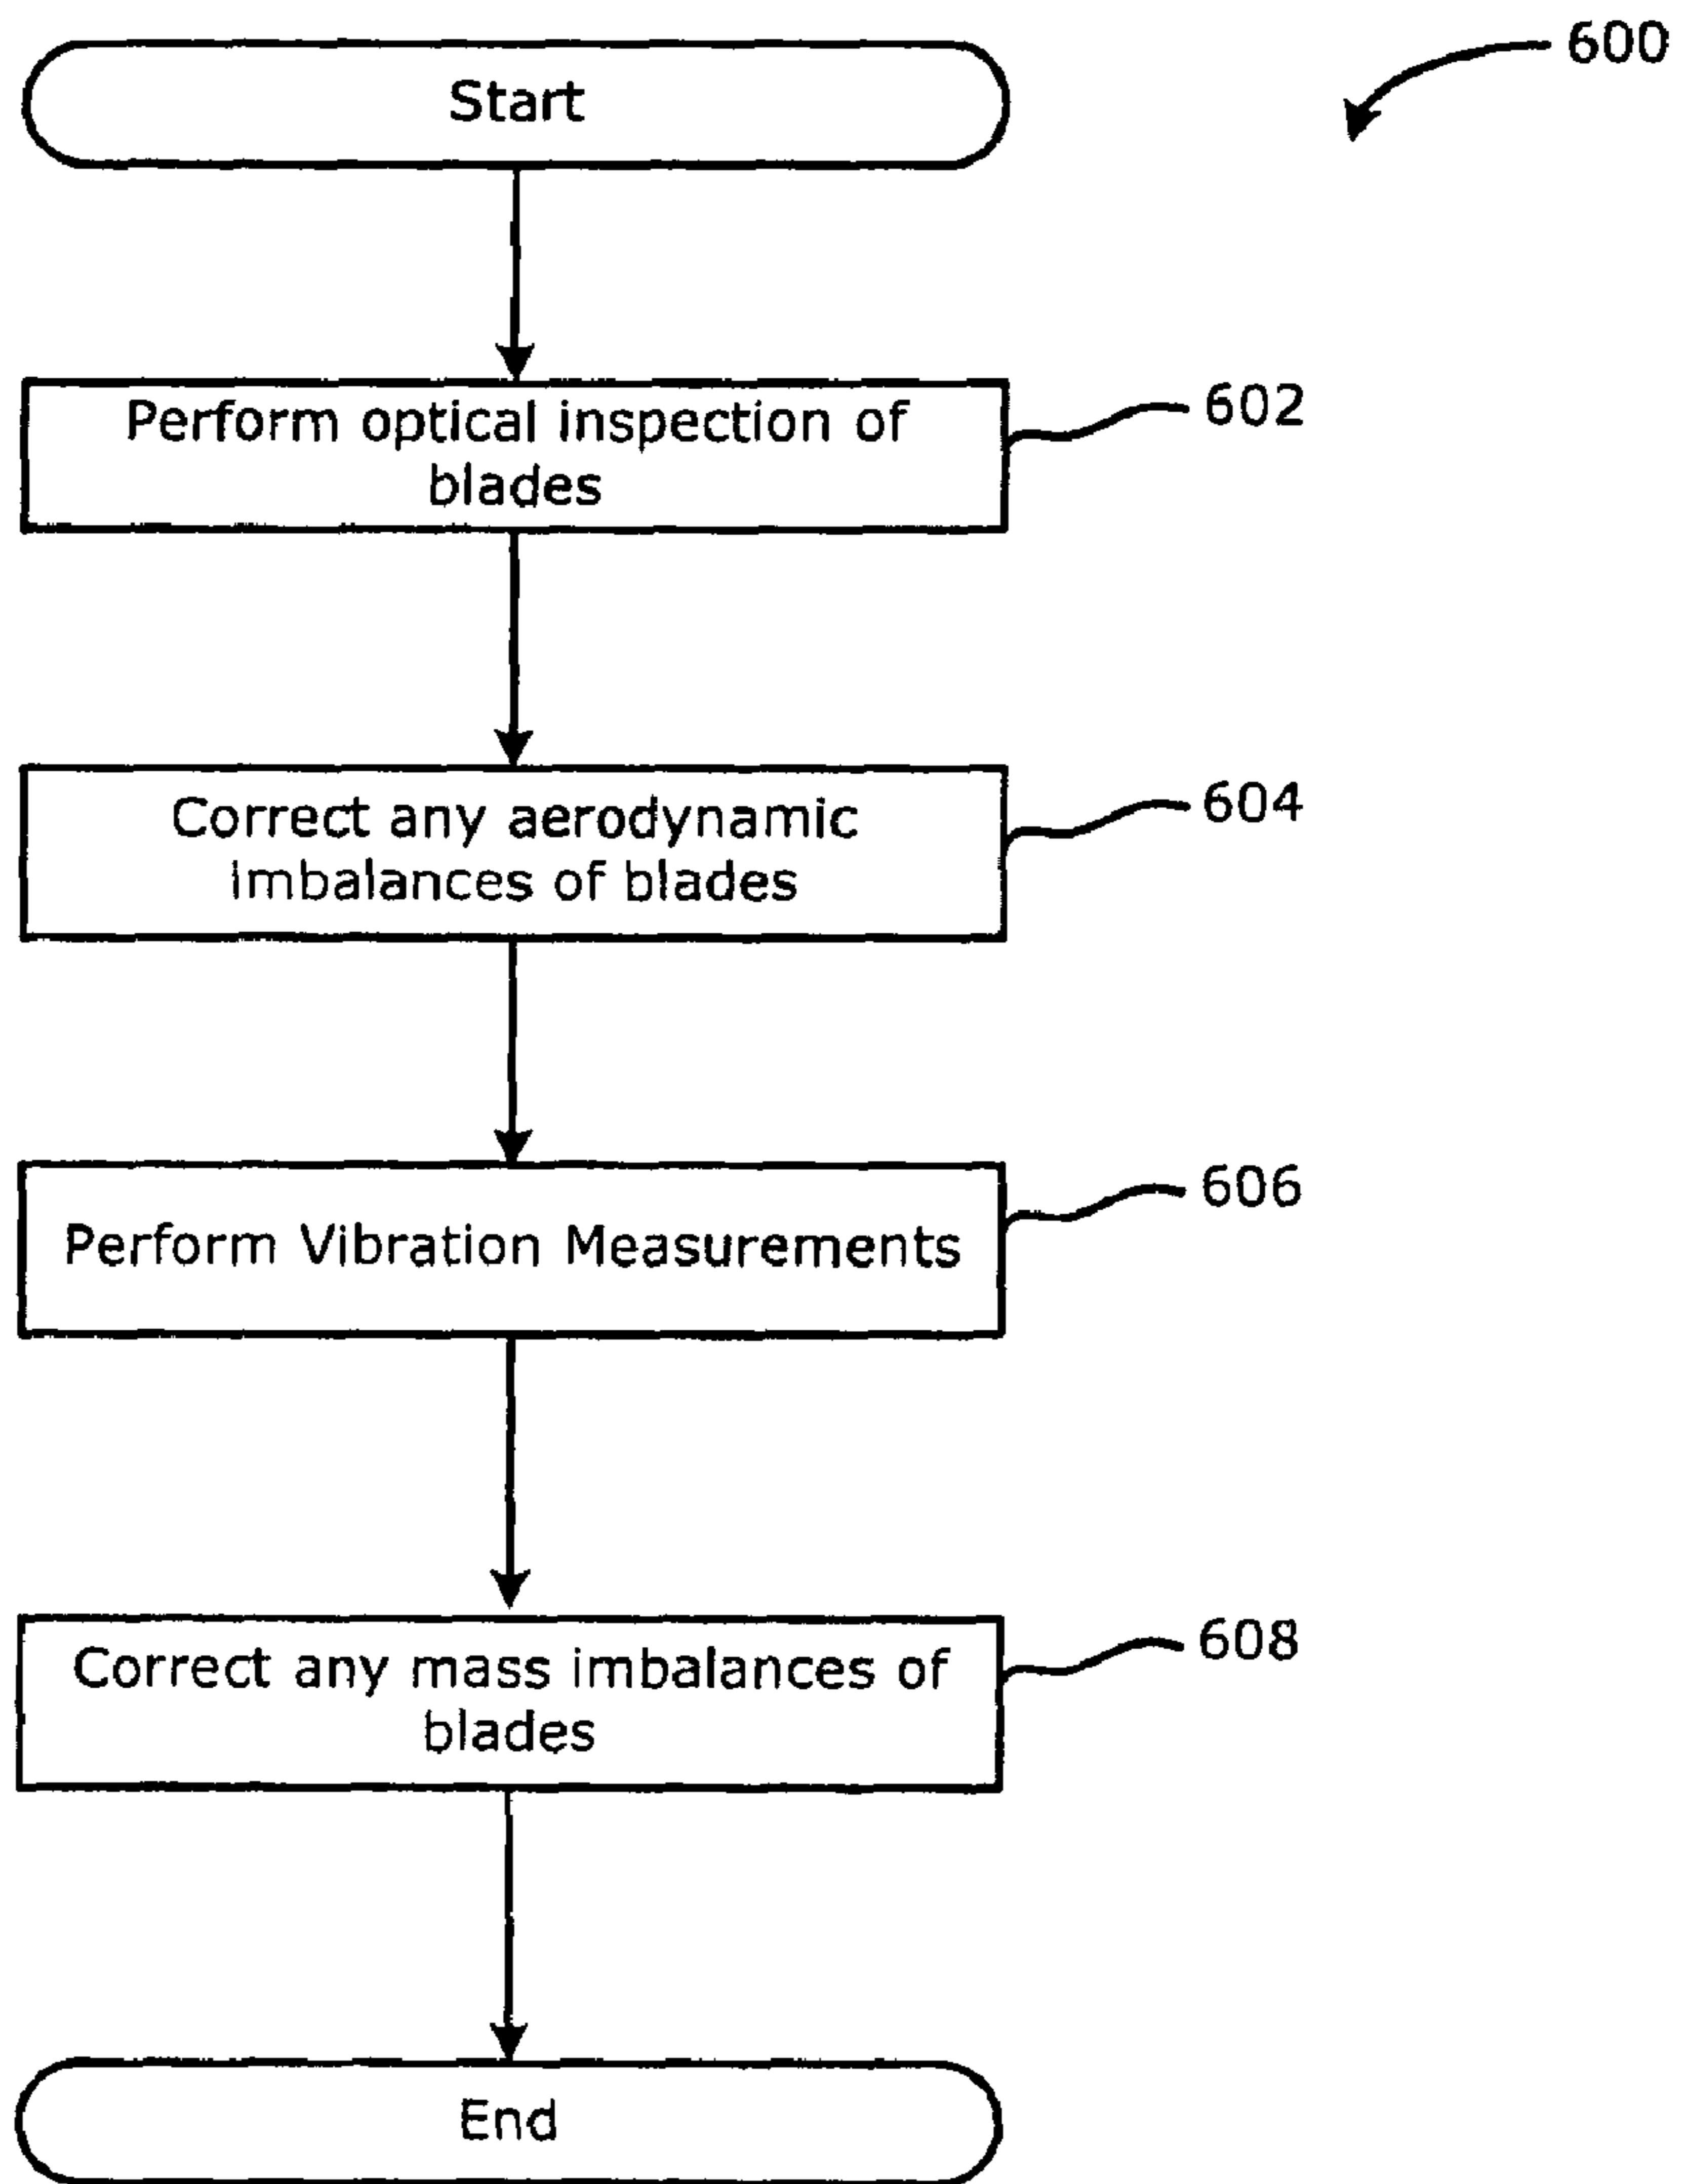 600
Start
Perform optical inspection of
blades
602
Correct any aerodynamic
imbalances of blades
604
Perform Vibration Measurements
606
Correct any mass imbalances of
blades
608
End